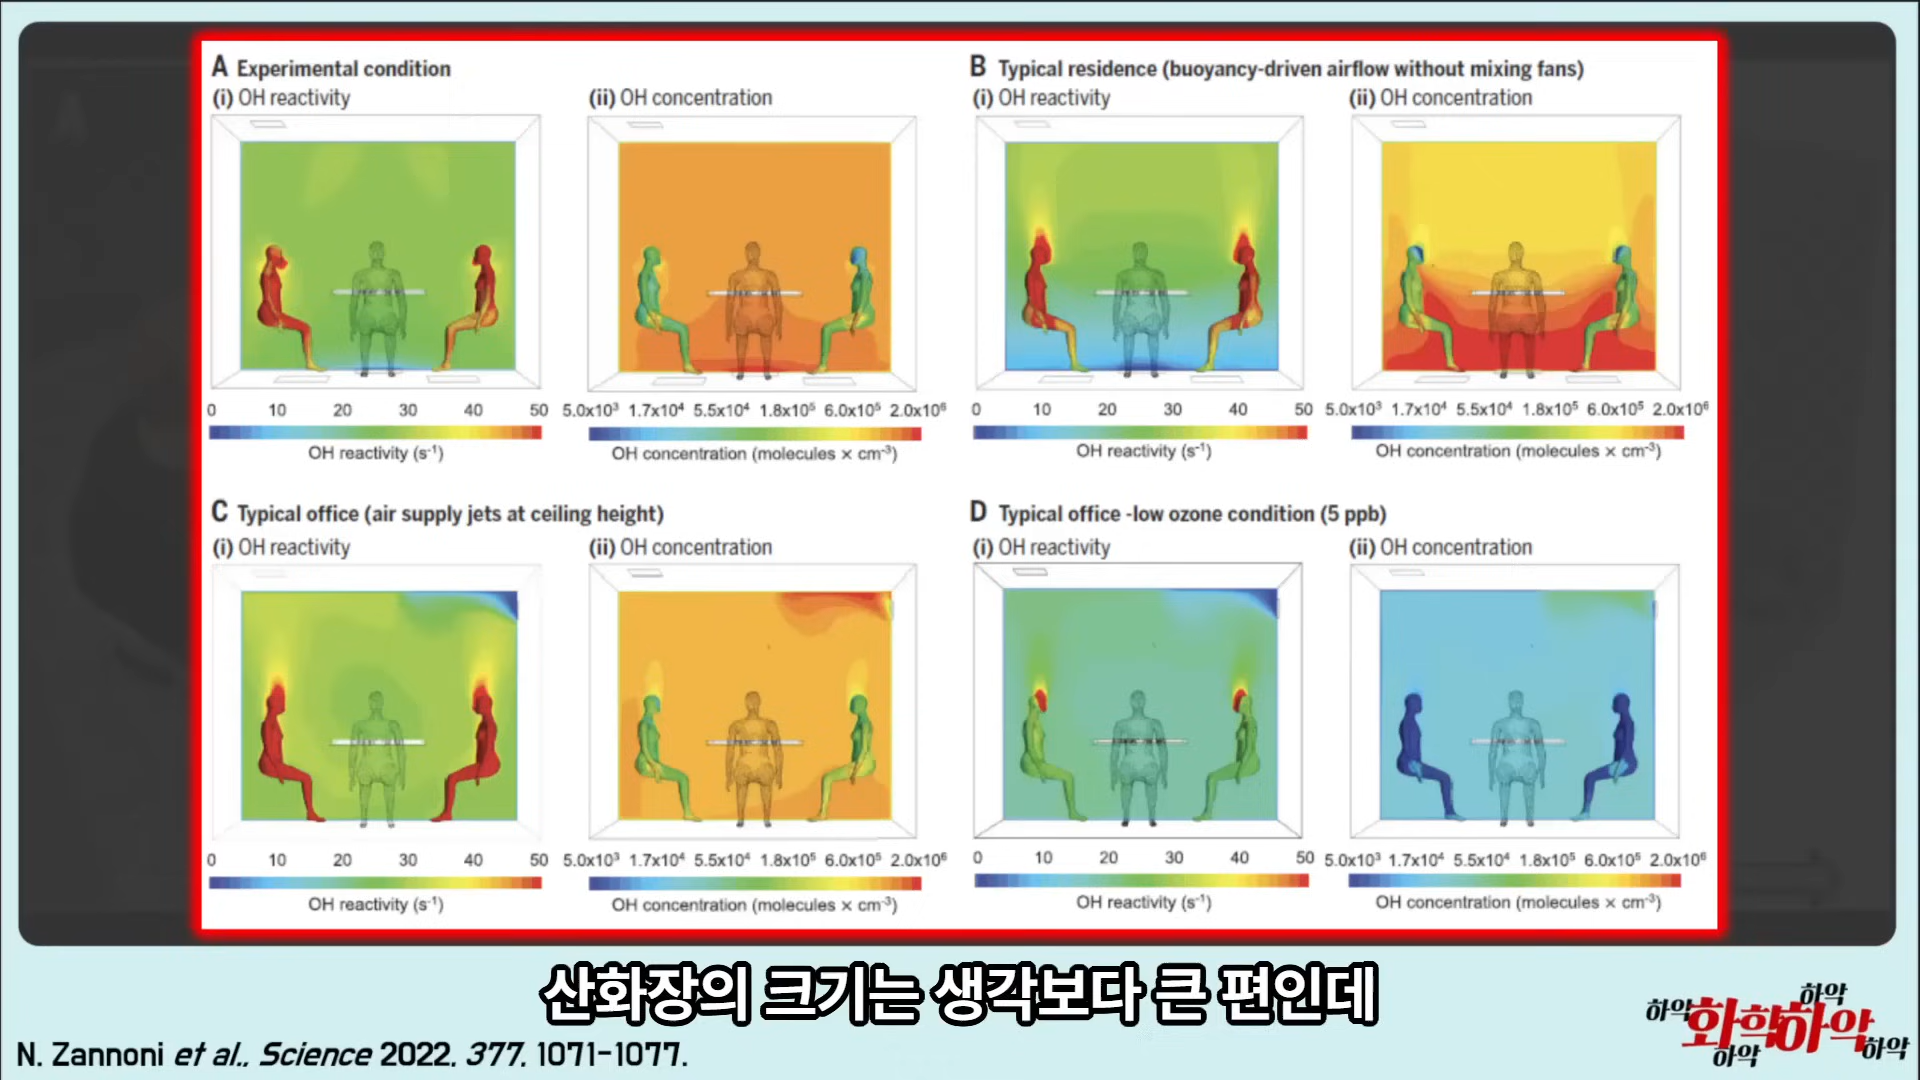 A Experimental condition
(i) OH reactivity
(ii) OH concentration
0 10 20 30 40 50
OH reactivity (s⁻¹)
5.0x10³ 1.7x10⁴ 5.5x10⁴ 1.8x10⁵ 6.0x10⁵ 2.0x10⁶
OH concentration (molecules × cm⁻³)
B Typical residence (buoyancy-driven airflow without mixing fans)
(i) OH reactivity
(ii) OH concentration
0 10 20 30 40 50
OH reactivity (s⁻¹)
5.0x10³ 1.7x10⁴ 5.5x10⁴ 1.8x10⁵ 6.0x10⁵ 2.0x10⁶
OH concentration (molecules × cm⁻³)
C Typical office (air supply jets at ceiling height)
(i) OH reactivity
(ii) OH concentration
0 10 20 30 40 50
OH reactivity (s⁻¹)
5.0x10³ 1.7x10⁴ 5.5x10⁴ 1.8x10⁵ 6.0x10⁵ 2.0x10⁶
OH concentration (molecules × cm⁻³)
D Typical office -low ozone condition (5 ppb)
(i) OH reactivity
(ii) OH concentration
0 10 20 30 40 50
OH reactivity (s⁻¹)
5.0x10³ 1.7x10⁴ 5.5x10⁴ 1.8x10⁵ 6.0x10⁵ 2.0x10⁶
OH concentration (molecules × cm⁻³)
산화장의 크기는 생각보다 큰 편인데
N. Zannoni et al., Science 2022, 377, 1071-1077.
하악
하악
화학하악
하악
하악